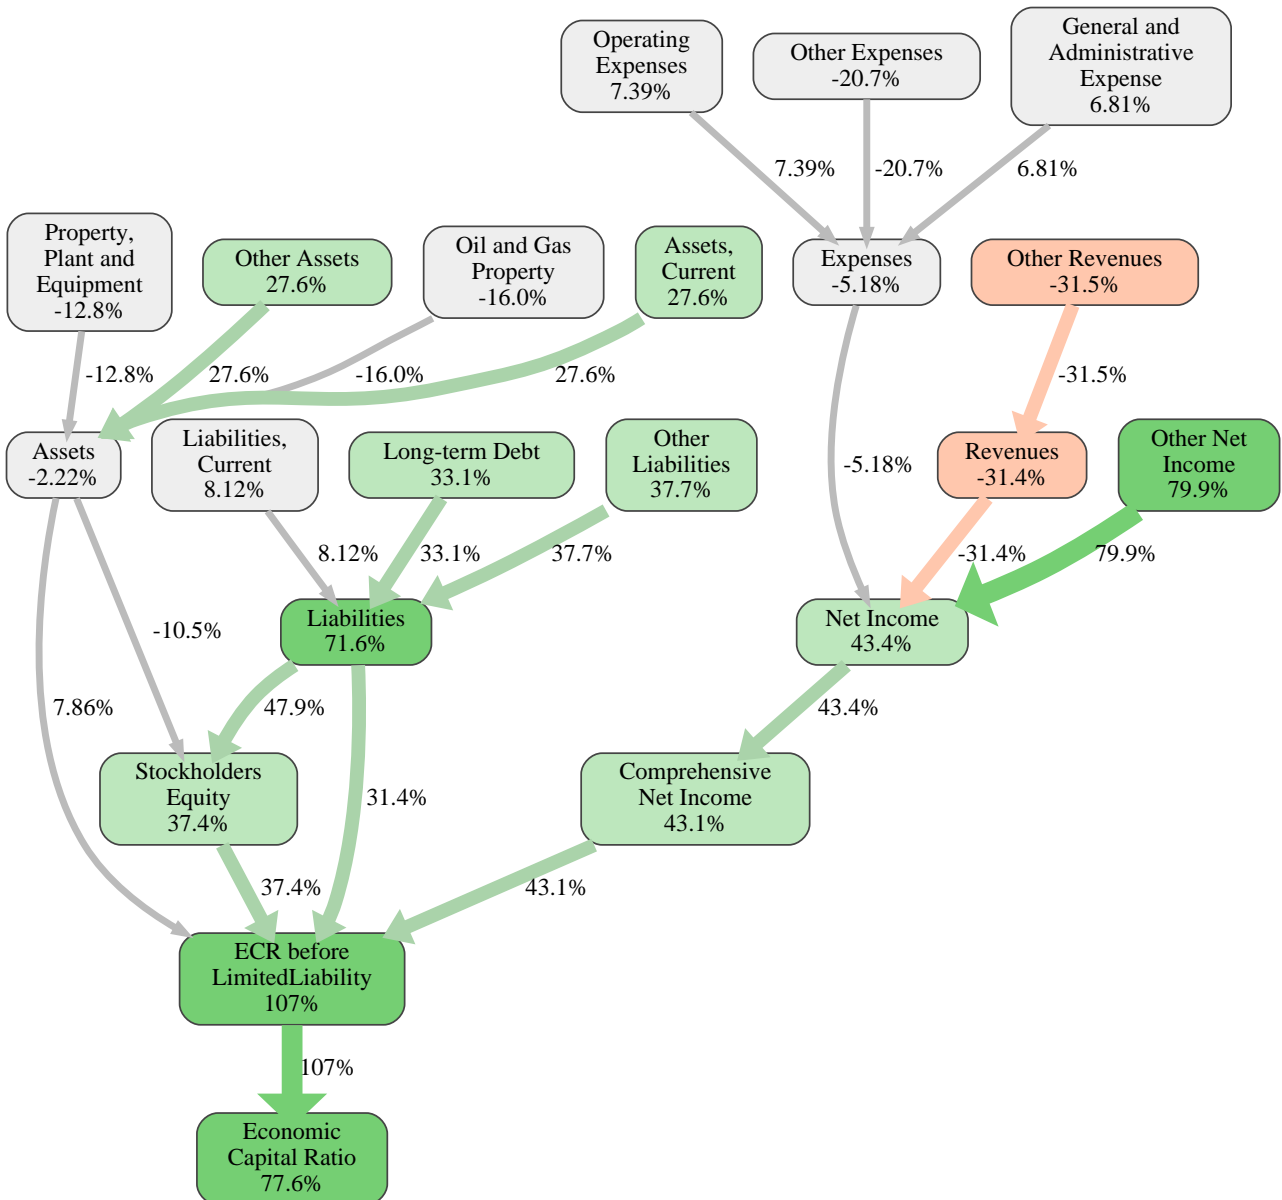 Operating
Expenses
7.39%
Other Expenses
-20.7%
General and
Administrative
Expense
6.81%
7.39%
-20.7%
6.81%
Property,
Plant and
Equipment
-12.8%
Other Assets
27.6%
Oil and Gas
Property
-16.0%
Assets,
Current
27.6%
Expenses
-5.18%
Other Revenues
-31.5%
-12.8%
27.6%
-16.0%
27.6%
-31.5%
Assets
-2.22%
Liabilities,
Current
8.12%
Long-term Debt
33.1%
Other
Liabilities
37.7%
-5.18%
Revenues
-31.4%
Other Net
Income
79.9%
8.12%
33.1%
37.7%
-31.4%
79.9%
-10.5%
Liabilities
71.6%
Net Income
43.4%
7.86%
47.9%
43.4%
Stockholders
Equity
37.4%
31.4%
Comprehensive
Net Income
43.1%
37.4%
43.1%
ECR before
LimitedLiability
107%
107%
Economic
Capital Ratio
77.6%